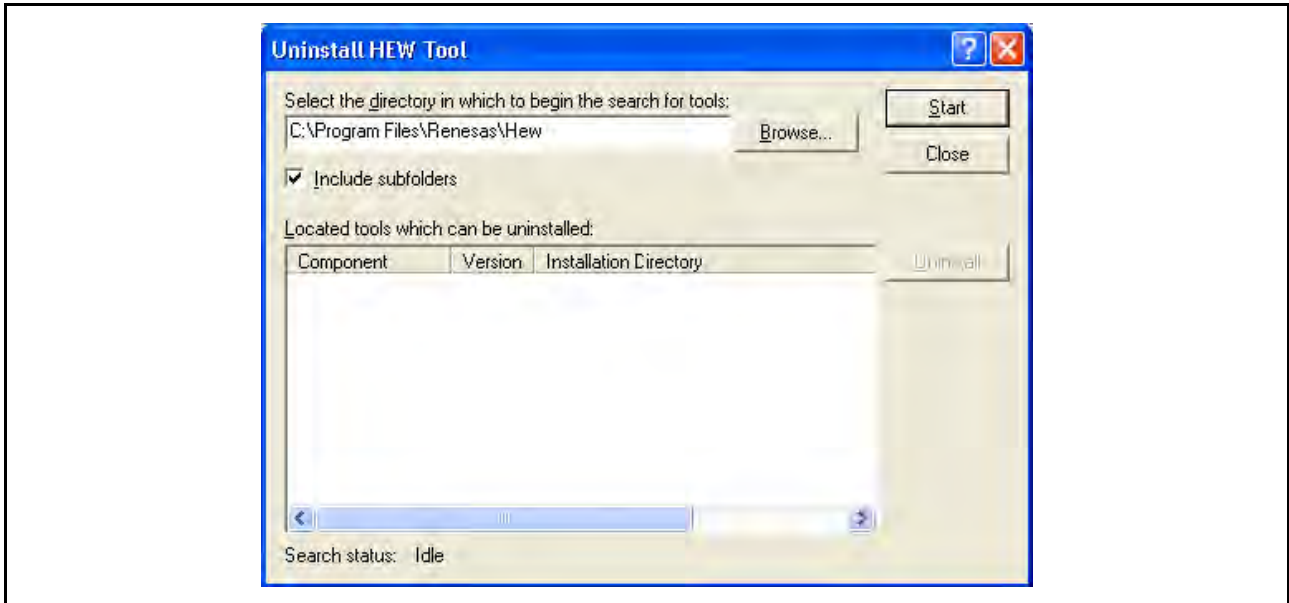 Uninstall HEW Tool
Select the directory in which to begin the search for tools:
Start
C:\Program Files\Renesas\Hew
Browse...
Close
Include subfolders
Located tools which can be uninstalled:
Component Version Installation Directory
Uninstall
Search status: Idle